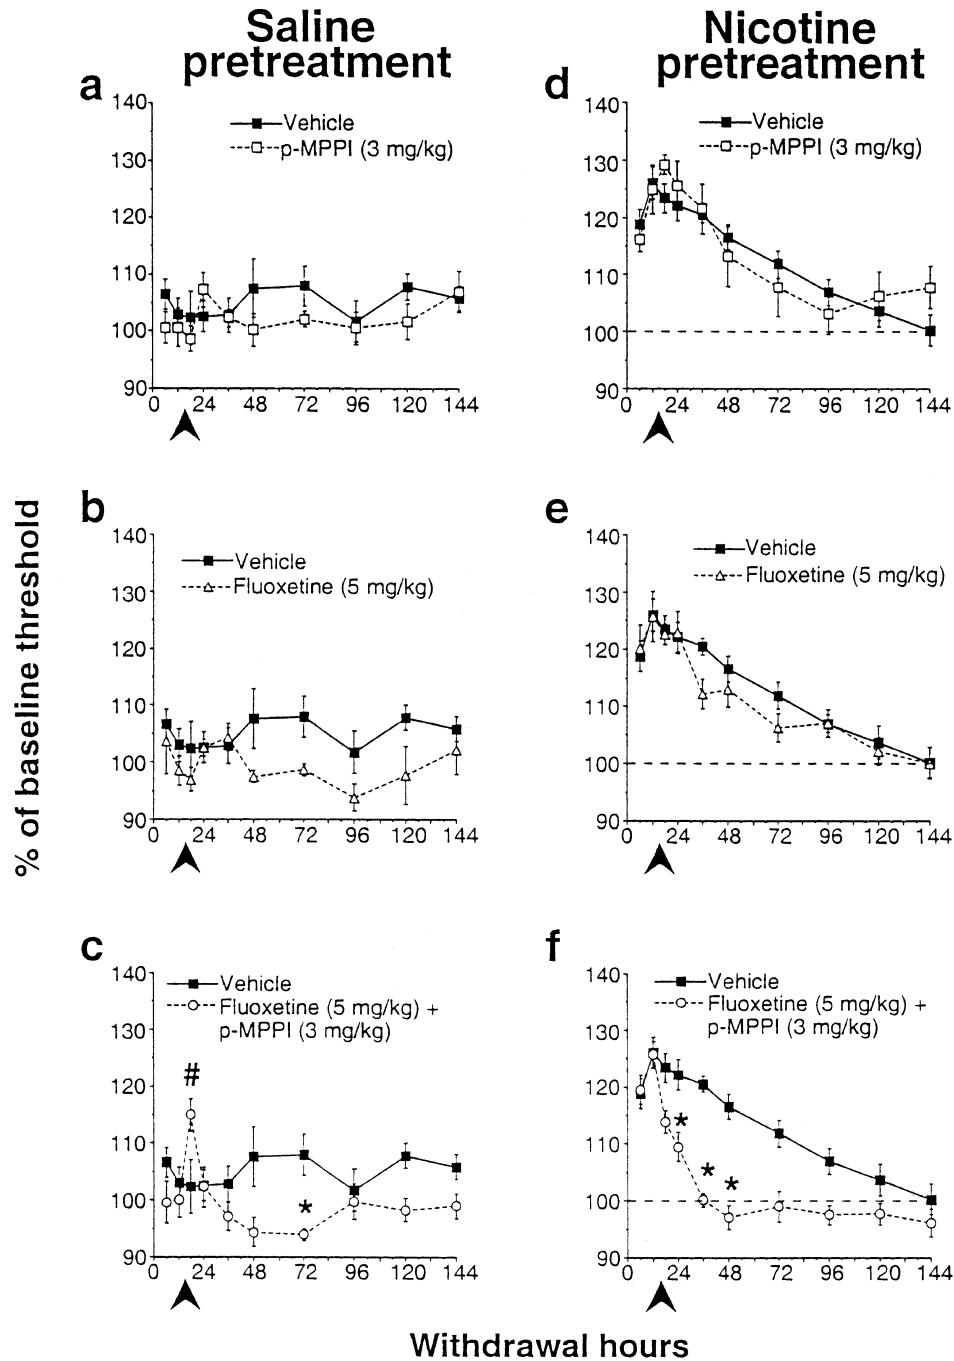 Saline
pretreatment
Nicotine
pretreatment
% of baseline threshold
a
Vehicle
p-MPPI (3 mg/kg)
140
130
120
110
100
90
0 24 48 72 96 120 144
d
Vehicle
p-MPPI (3 mg/kg)
140
130
120
110
100
90
0 24 48 72 96 120 144
b
Vehicle
Fluoxetine (5 mg/kg)
140
130
120
110
100
90
0 24 48 72 96 120 144
e
Vehicle
Fluoxetine (5 mg/kg)
140
130
120
110
100
90
0 24 48 72 96 120 144
c
Vehicle
Fluoxetine (5 mg/kg) +
p-MPPI (3 mg/kg)
140
130
120
110
100
90
#
*
0 24 48 72 96 120 144
f
Vehicle
Fluoxetine (5 mg/kg) +
p-MPPI (3 mg/kg)
140
130
120
110
100
90
*
*
*
0 24 48 72 96 120 144
Withdrawal hours